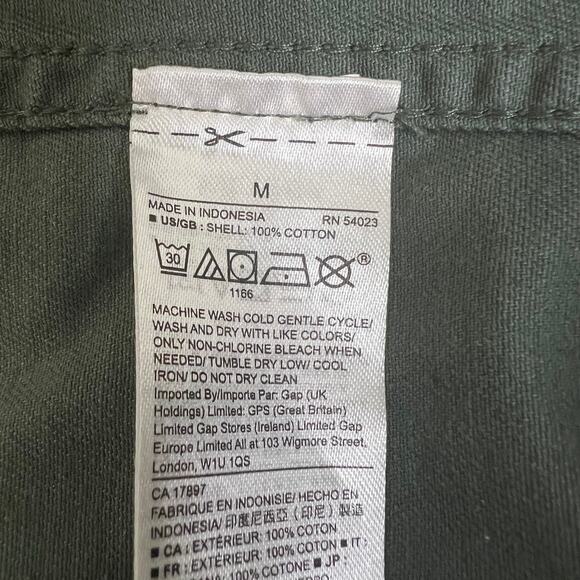 M
MADE IN INDONESIA RN 54023
■ US/GB : SHELL: 100% COTTON
30 ®
1166
MACHINE WASH COLD GENTLE CYCLE/
WASH AND DRY WITH LIKE COLORS/
ONLY NON-CHLORINE BLEACH WHEN
NEEDED/ TUMBLE DRY LOW/ COOL
IRON/ DO NOT DRY CLEAN
Imported By/Importe Par: Gap (UK
Holdings) Limited: GPS (Great Britain)
Limited Gap Stores (Ireland) Limited Gap
Europe Limited All at 103 Wigmore Street,
London, W1U 1QS
CA 17897
FABRIQUE EN INDONISIE/ HECHO EN
INDONESIA/ 印度尼西亞 (印尼) 製造
■ CA : EXTÉRIEUR: 100% COTON
■ FR : EXTÉRIEUR: 100% COTON ■ IT :
100% COTONE ■ JP :